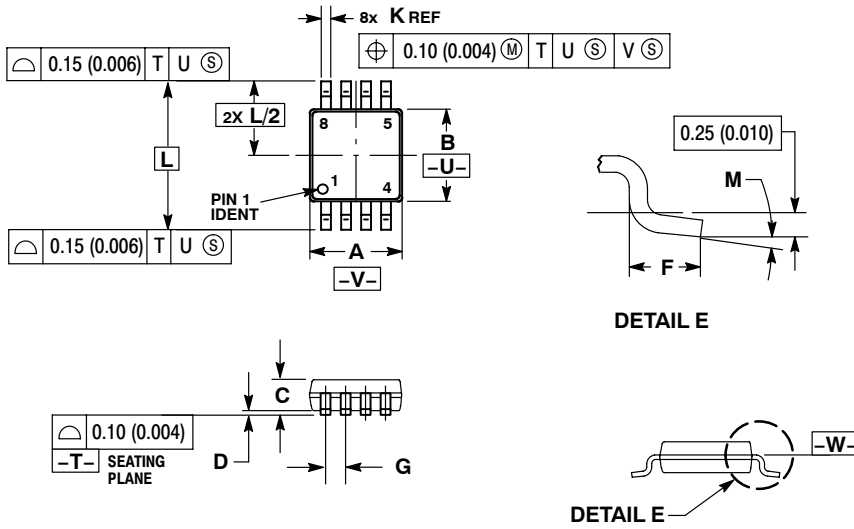 8x K REF
0.10 (0.004) Ⓜ T U Ⓢ V Ⓢ
0.15 (0.006) T U Ⓢ
2X L/2
8 5
B
-U-
L
PIN 1
IDENT
1
4
0.15 (0.006) T U Ⓢ
A
-V-
0.25 (0.010)
M
F
DETAIL E
C
0.10 (0.004)
-T- SEATING
PLANE
D
G
-W-
DETAIL E